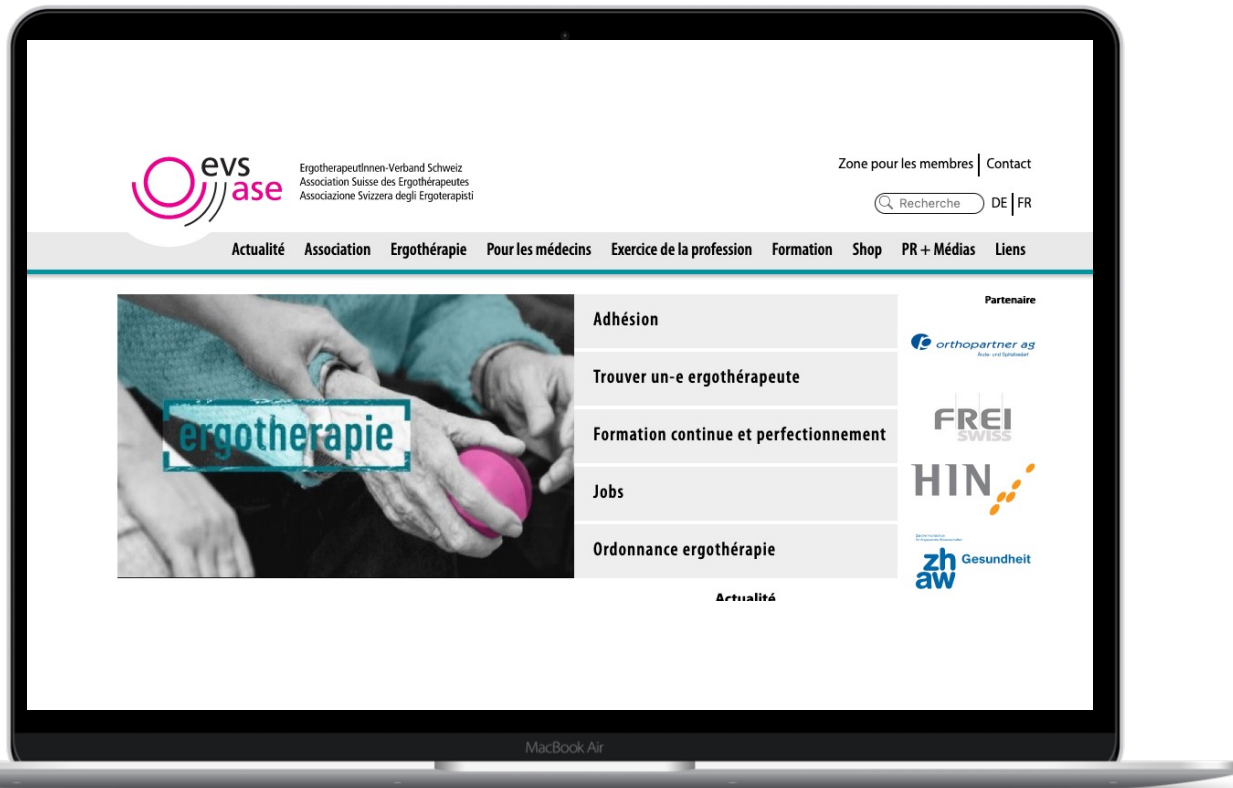 evs
ase
ErgotherapeutInnen-Verband Schweiz
Association Suisse des Ergothérapeutes
Associazione Svizzera degli Ergoterapisti
Zone pour les membres Contact
Recherche DE FR
Actualité Association Ergothérapie Pour les médecins Exercice de la profession Formation Shop PR + Médias Liens
ergotherapie
Adhésion
Trouver un-e ergothérapeute
Formation continue et perfectionnement
Jobs
Ordonnance ergothérapie
Actualité
Partenaire
orthopartner ag
Ärzte- und Spitalbedarf
FREI
SWISS
HIN
zh
aw
Gesundheit
MacBook Air